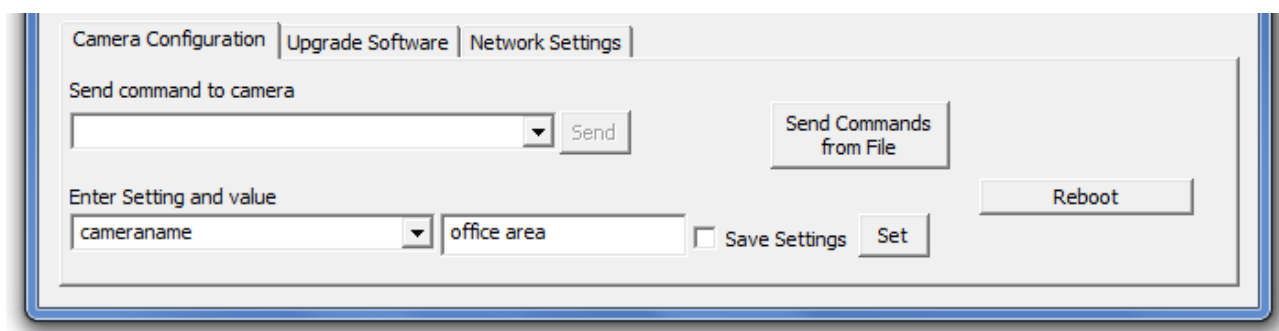 Camera Configuration Upgrade Software Network Settings
Send command to camera
Send
Send Commands
from File
Enter Setting and value
Reboot
cameraname office area Save Settings Set